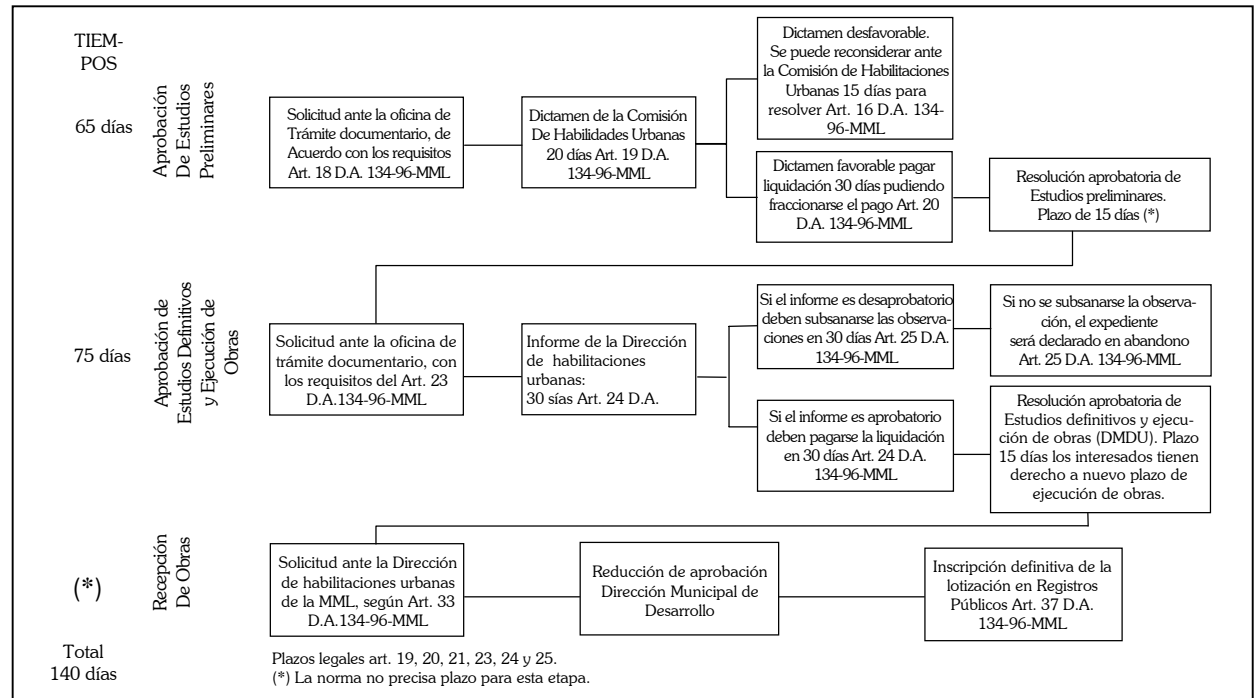 TIEM-
POS
65 días
Aprobación
De Estudios
Preliminares
Solicitud ante la oficina de
Trámite documentario, de
Acuerdo con los requisitos
Art. 18 D.A. 134-96-MML
Dictamen de la Comisión
De Habilidades Urbanas
20 días Art. 19 D.A.
134-96-MML
Dictamen desfavorable.
Se puede reconsiderar ante
la Comisión de Habilitaciones
Urbanas 15 días para
resolver Art. 16 D.A. 134-
96-MML
Dictamen favorable pagar
liquidación 30 días pudiendo
fraccionarse el pago Art. 20
D.A. 134-96-MML
Resolución aprobatoria de
Estudios preliminares.
Plazo de 15 días (*)
75 días
Aprobación de
Estudios Definitivos
y Ejecución de
Obras
Solicitud ante la oficina de
trámite documentario, con
los requisitos del Art. 23
D.A.134-96-MML
Informe de la Dirección
de habilitaciones
urbanas:
30 sías Art. 24 D.A.
Si el informe es desaprobatorio
deben subsanarse las observa-
ciones en 30 días Art. 25 D.A.
134-96-MML
Si no se subsanarse la observa-
ción, el expediente
será declarado en abandono
Art. 25 D.A. 134-96-MML
Si el informe es aprobatorio
deben pagarse la liquidación
en 30 días Art. 24 D.A.
134-96-MML
Resolución aprobatoria de
Estudios definitivos y ejecu-
ción de obras (DMDU). Plazo
15 días los interesados tienen
derecho a nuevo plazo de
ejecución de obras.
(*)
Recepción
De Obras
Solicitud ante la Dirección
de habilitaciones urbanas
de la MML, según Art. 33
D.A.134-96-MML
Reducción de aprobación
Dirección Municipal de
Desarrollo
Inscripción definitiva de la
lotización en Registros
Públicos Art. 37 D.A.
134-96-MML
Total
140 días
Plazos legales art. 19, 20, 21, 23, 24 y 25.
(*) La norma no precisa plazo para esta etapa.